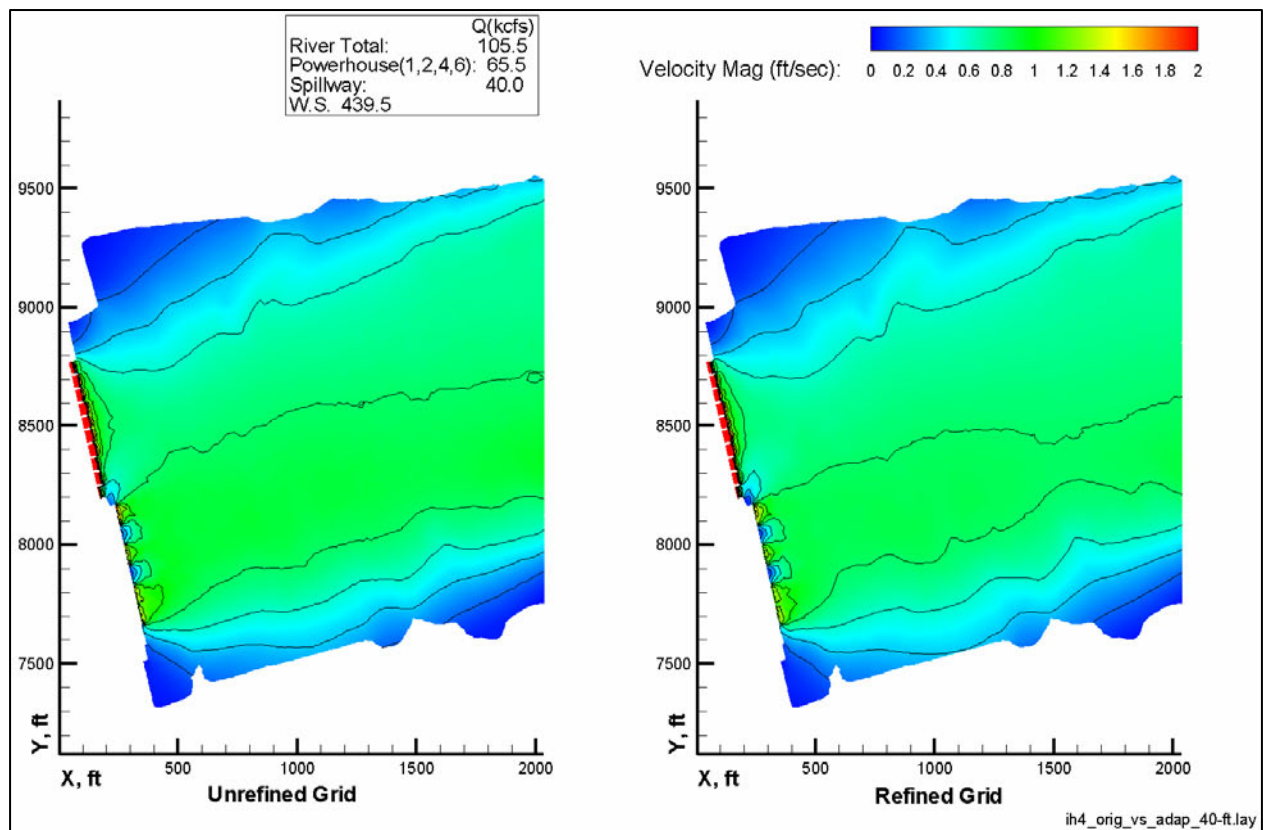 Q(kcfs)
River Total: 105.5
Powerhouse(1,2,4,6): 65.5
Spillway: 40.0
W.S. 439.5
Velocity Mag (ft/sec): 0 0.2 0.4 0.6 0.8 1 1.2 1.4 1.6 1.8 2
9500
9000
8500
8000
7500
Y, ft
500 1000 1500 2000
X, ft
Unrefined Grid
9500
9000
8500
8000
7500
Y, ft
500 1000 1500 2000
X, ft
Refined Grid
ih4_orig_vs_adap_40-ft.lay